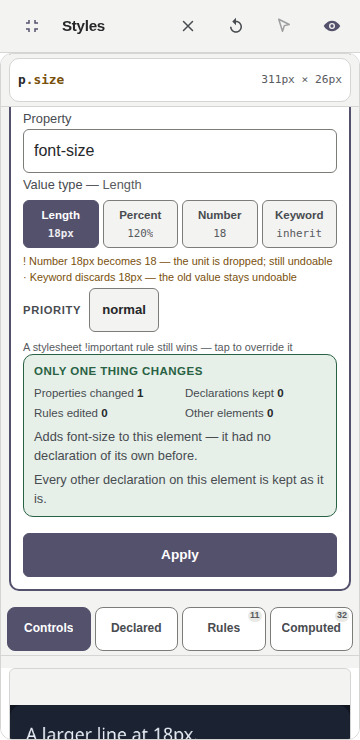 Styles
p.size 311px × 26px
Property
font-size
Value type — Length
Length Percent Number Keyword
18px 120% 18 inherit
! Number 18px becomes 18 — the unit is dropped; still undoable
· Keyword discards 18px — the old value stays undoable
PRIORITY normal
A stylesheet !important rule still wins — tap to override it
ONLY ONE THING CHANGES
Properties changed 1 Declarations kept 0
Rules edited 0 Other elements 0
Adds font-size to this element — it had no
declaration of its own before.
Every other declaration on this element is kept as it
is.
Apply
Controls Declared Rules 11 Computed 32
A larger line at 18px